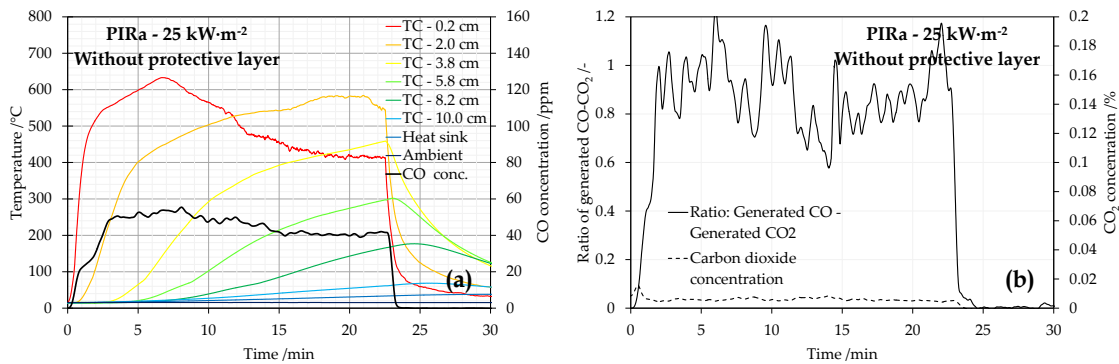 PIRa - 25 kW·m-2
Without protective layer
Temperature /°C
800
700
600
500
400
300
200
100
0
0
5
10
15
20
25
30
Time /min
160
140
120
100
80
60
40
20
0
CO concentration /ppm
TC - 0.2 cm
TC - 2.0 cm
TC - 3.8 cm
TC - 5.8 cm
TC - 8.2 cm
TC - 10.0 cm
Heat sink
Ambient
CO conc.
(a)
PIRa - 25 kW·m-2
Without protective layer
Ratio of generated CO-CO2 /-
1.2
1
0.8
0.6
0.4
0.2
0
0
5
10
15
20
25
30
Time /min
0.2
0.18
0.16
0.14
0.12
0.1
0.08
0.06
0.04
0.02
0
CO2 conenration /%
Ratio: Generated CO -
Generated CO2
Carbon dioxide
concentration
(b)